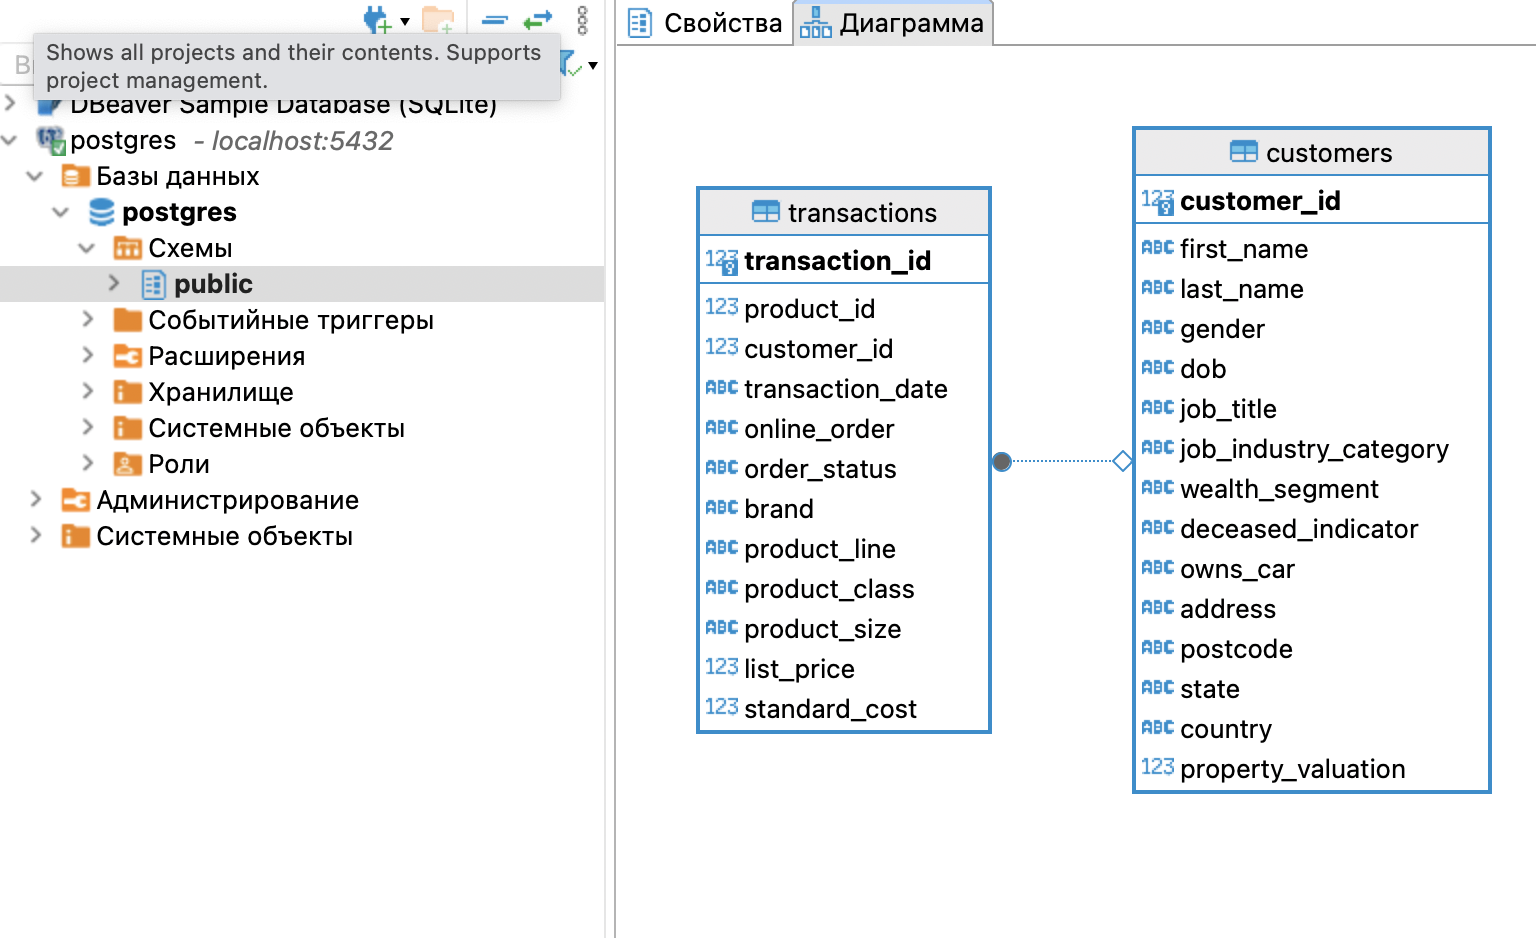 Shows all projects and their contents. Supports
project management.
DBeaver Sample Database (SQLite)
postgres - localhost:5432
Базы данных
postgres
Схемы
public
Событийные триггеры
Расширения
Хранилище
Системные объекты
Роли
Администрирование
Системные объекты
Свойства
Диаграмма
transactions
123 transaction_id
123 product_id
123 customer_id
ABC transaction_date
ABC online_order
ABC order_status
ABC brand
ABC product_line
ABC product_class
ABC product_size
123 list_price
123 standard_cost
customers
123 customer_id
ABC first_name
ABC last_name
ABC gender
ABC dob
ABC job_title
ABC job_industry_category
ABC wealth_segment
ABC deceased_indicator
ABC owns_car
ABC address
ABC postcode
ABC state
ABC country
123 property_valuation